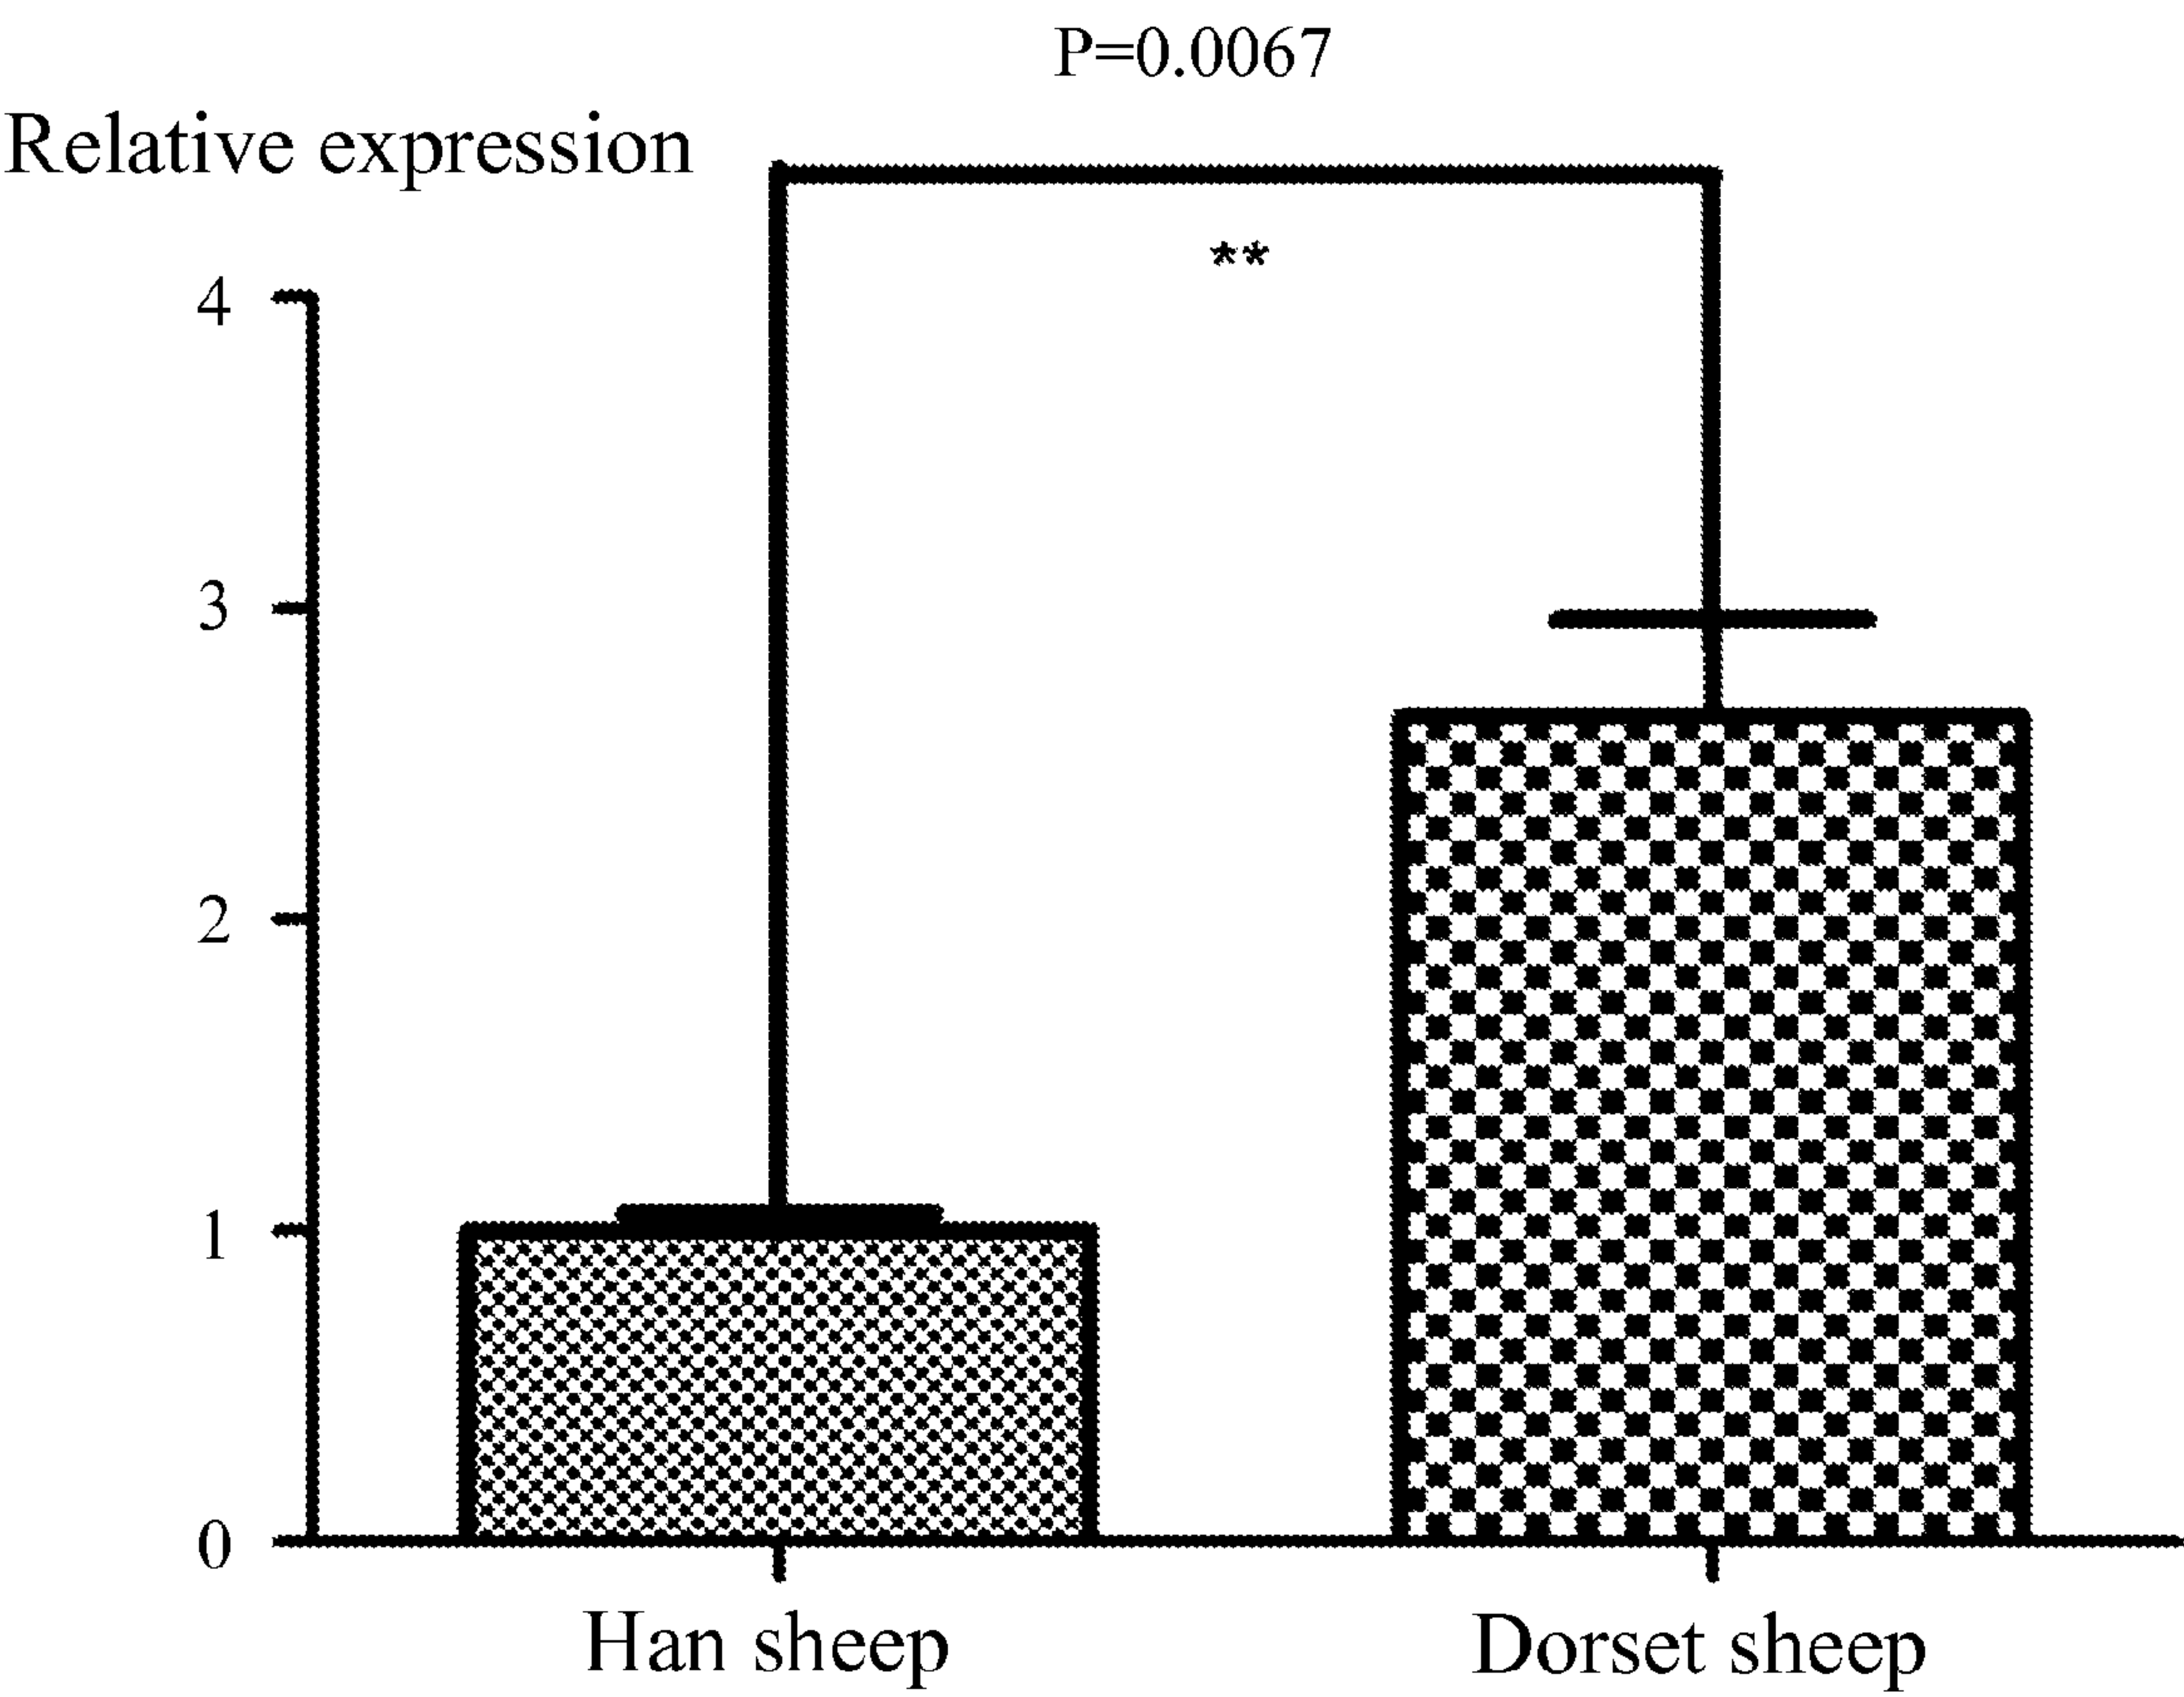 P=0.0067
Relative expression
**
4
3
2
1
0
Han sheep
Dorset sheep